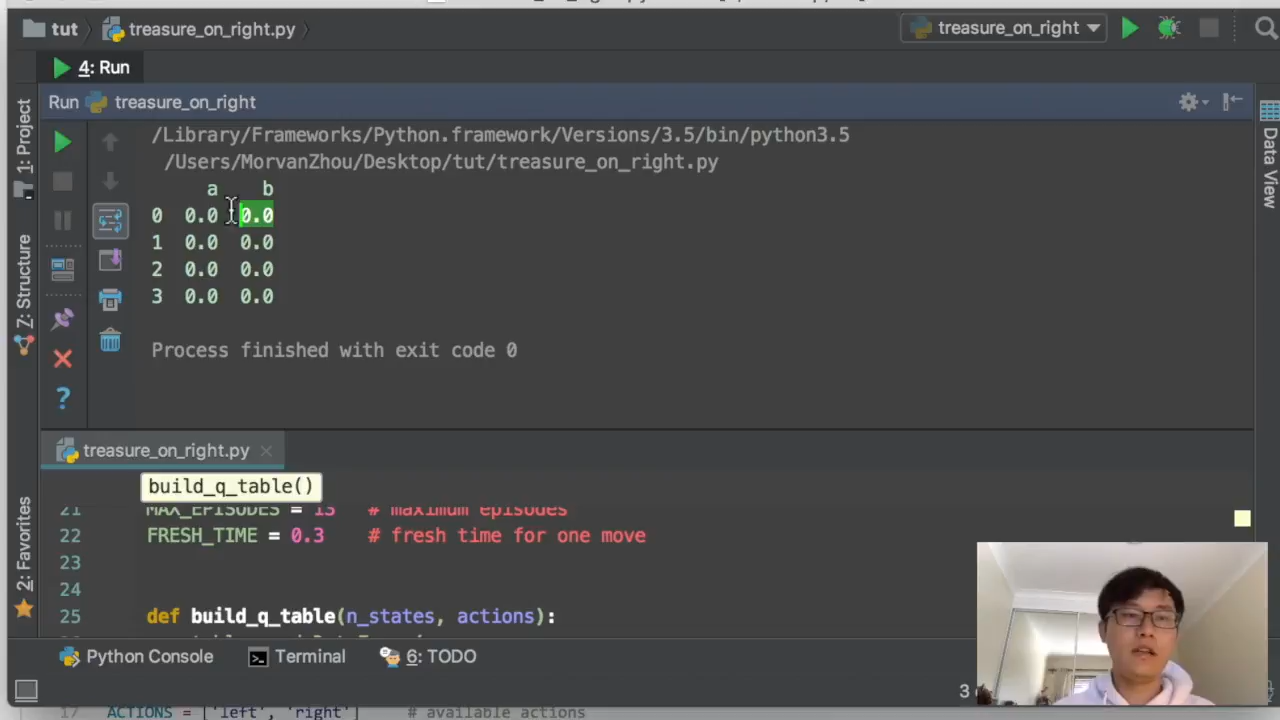 tut treasure_on_right.py treasure_on_right
4: Run
Run treasure_on_right
/Library/Frameworks/Python.framework/Versions/3.5/bin/python3.5
/Users/MorvanZhou/Desktop/tut/treasure_on_right.py
a b
0 0.0 0.0
1 0.0 0.0
2 0.0 0.0
3 0.0 0.0
Process finished with exit code 0
1: Project
Z: Structure
2: Favorites
Data View
treasure_on_right.py
build_q_table()
21 MAX_EPISODES = 13 # maximum episodes
22 FRESH_TIME = 0.3 # fresh time for one move
23
24
25 def build_q_table(n_states, actions):
Python Console Terminal 6: TODO
3
17 ACTIONS = ['left', 'right'] # available actions